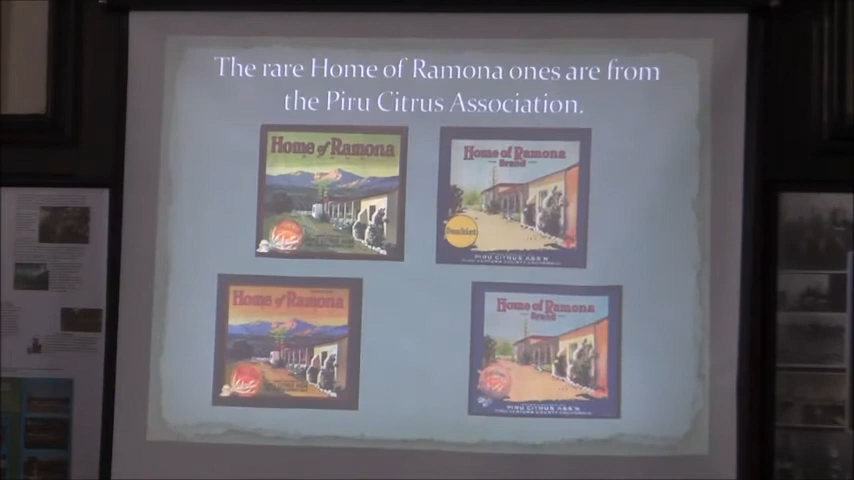 The rare Home of Ramona ones are from
the Piru Citrus Association.
Home of Ramona
Home of Ramona
Brand
PIRU CITRUS ASS'N
Home of Ramona
Home of Ramona
Brand
PIRU CITRUS ASS'N